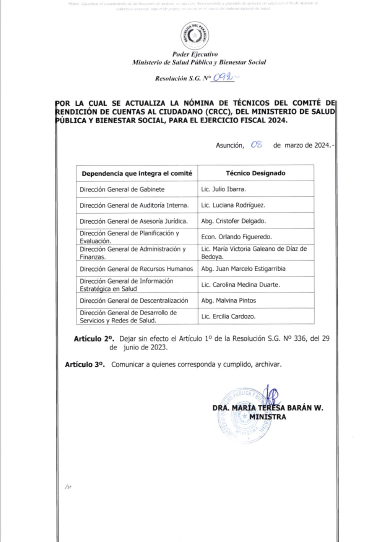 Poder Ejecutivo
Ministerio de Salud Pública y Bienestar Social
Resolución S.G. Nº 092
POR LA CUAL SE ACTUALIZA LA NÓMINA DE TÉCNICOS DEL COMITÉ DE
RENDICIÓN DE CUENTAS AL CIUDADANO (CRCC), DEL MINISTERIO DE SALUD
PÚBLICA Y BIENESTAR SOCIAL, PARA EL EJERCICIO FISCAL 2024.
Asunción, 08 de marzo de 2024.-
Dependencia que integra el comité Técnico Designado
Dirección General de Gabinete Lic. Julio Ibarra.
Dirección General de Auditoría Interna. Lic. Luciana Rodríguez.
Dirección General de Asesoría Jurídica. Abg. Cristofer Delgado.
Dirección General de Planificación y
Evaluación. Econ. Orlando Figueredo.
Dirección General de Administración y
Finanzas. Lic. María Victoria Galeano de Díaz de
Bedoya.
Dirección General de Recursos Humanos Abg. Juan Marcelo Estigarribia
Dirección General de Información
Estratégica en Salud Lic. Carolina Medina Duarte.
Dirección General de Descentralización Abg. Malvina Pintos
Dirección General de Desarrollo de
Servicios y Redes de Salud. Lic. Ercilia Cardozo.
Artículo 2º. Dejar sin efecto el Artículo 1º de la Resolución S.G. Nº 336, del 29
de junio de 2023.
Artículo 3º. Comunicar a quienes corresponda y cumplido, archivar.
DRA. MARÍA TERESA BARÁN W.
MINISTRA